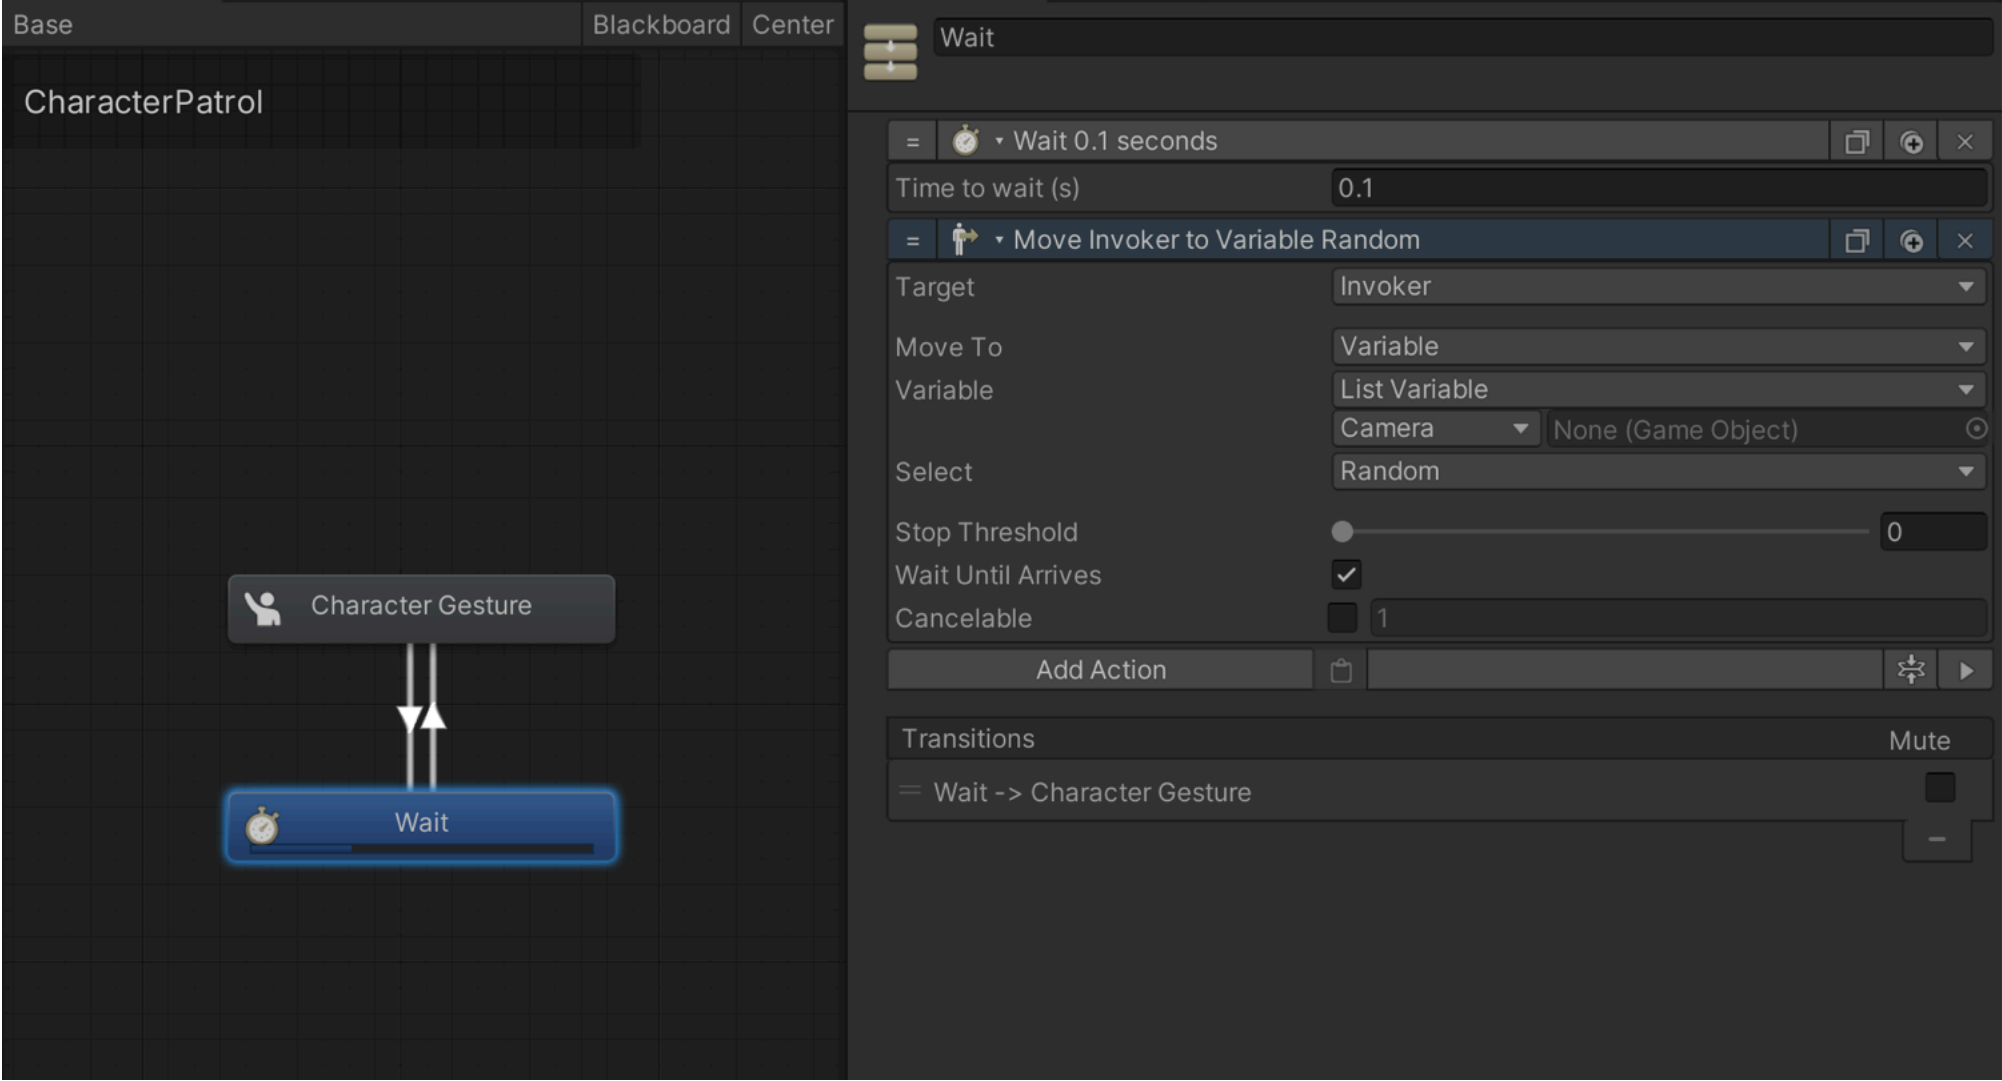 Base
Blackboard
Center
CharacterPatrol
Character Gesture
Wait
Wait
= Wait 0.1 seconds
Time to wait (s) 0.1
= Move Invoker to Variable Random
Target Invoker
Move To Variable
Variable List Variable
Camera None (Game Object)
Select Random
Stop Threshold 0
Wait Until Arrives
Cancelable 1
Add Action
Transitions Mute
Wait -> Character Gesture